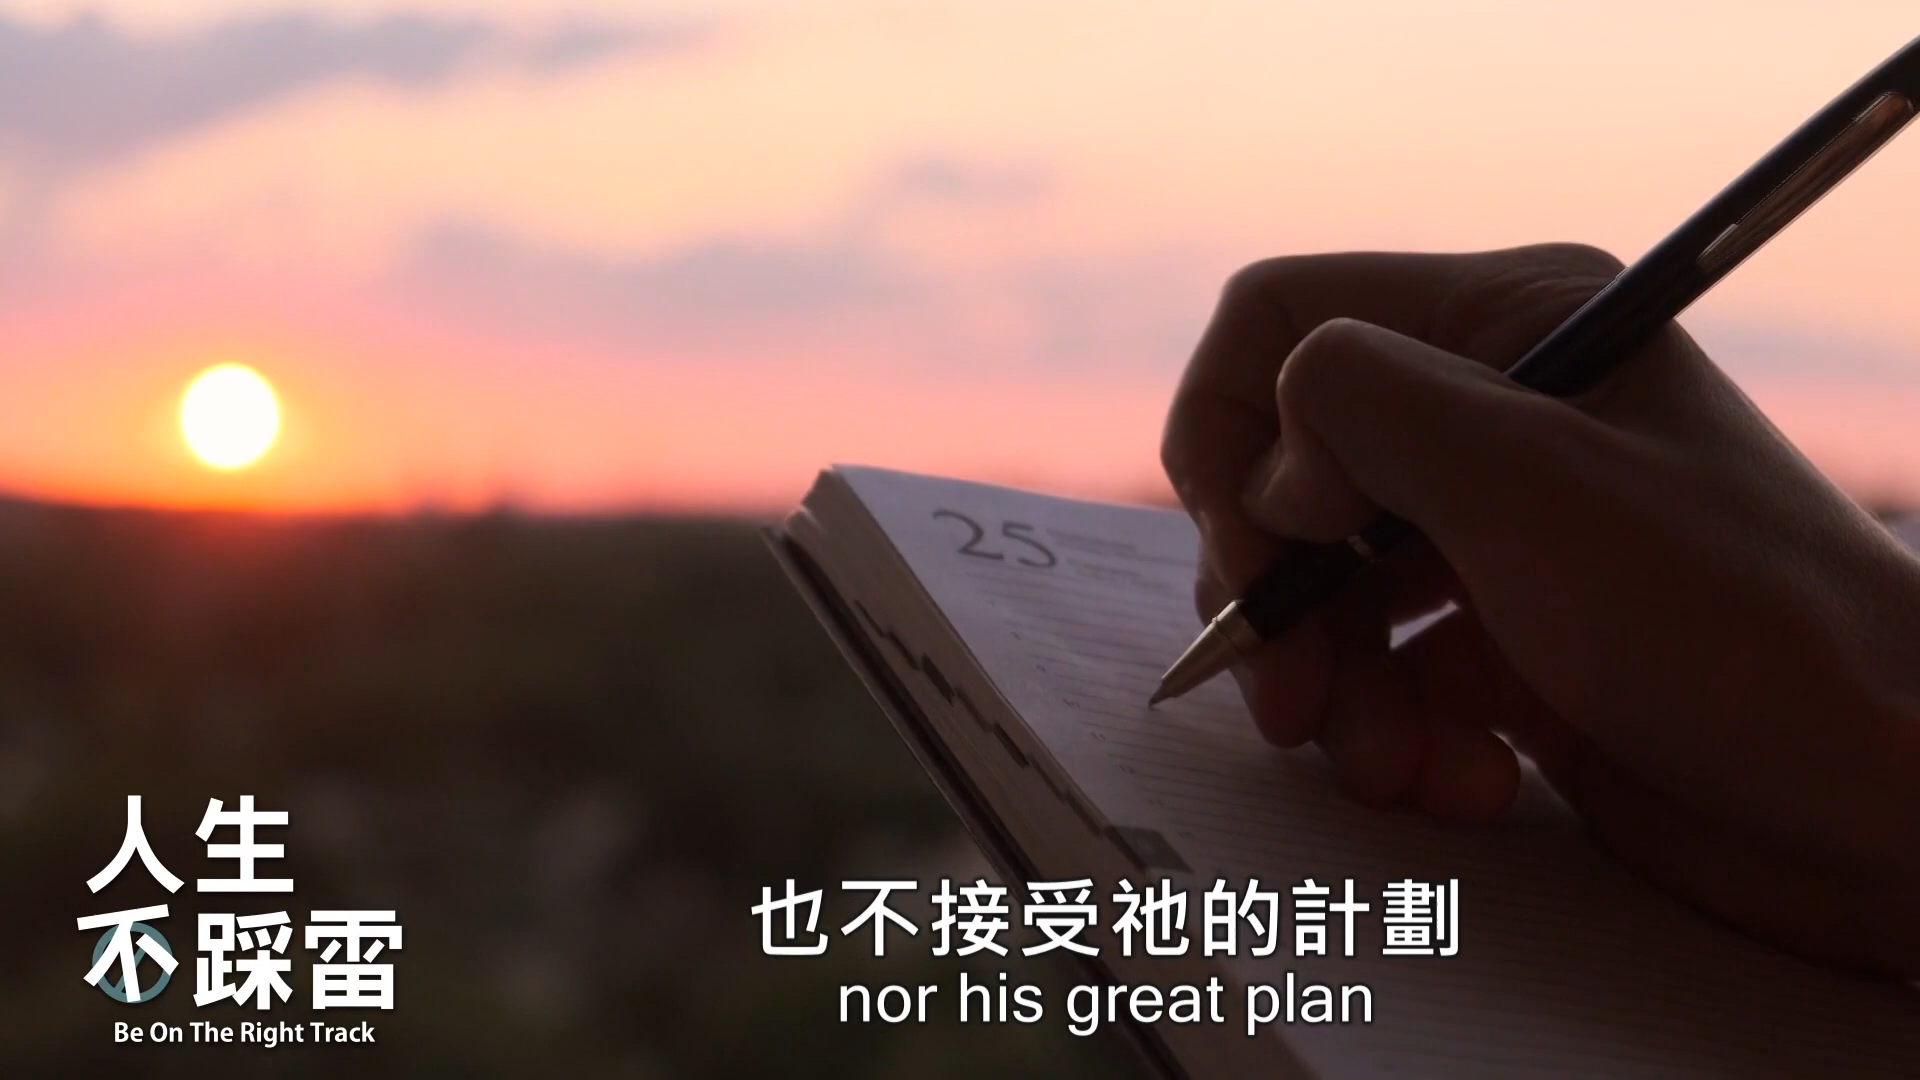 25
人生
不踩雷
Be On The Right Track
也不接受祂的計劃
nor his great plan